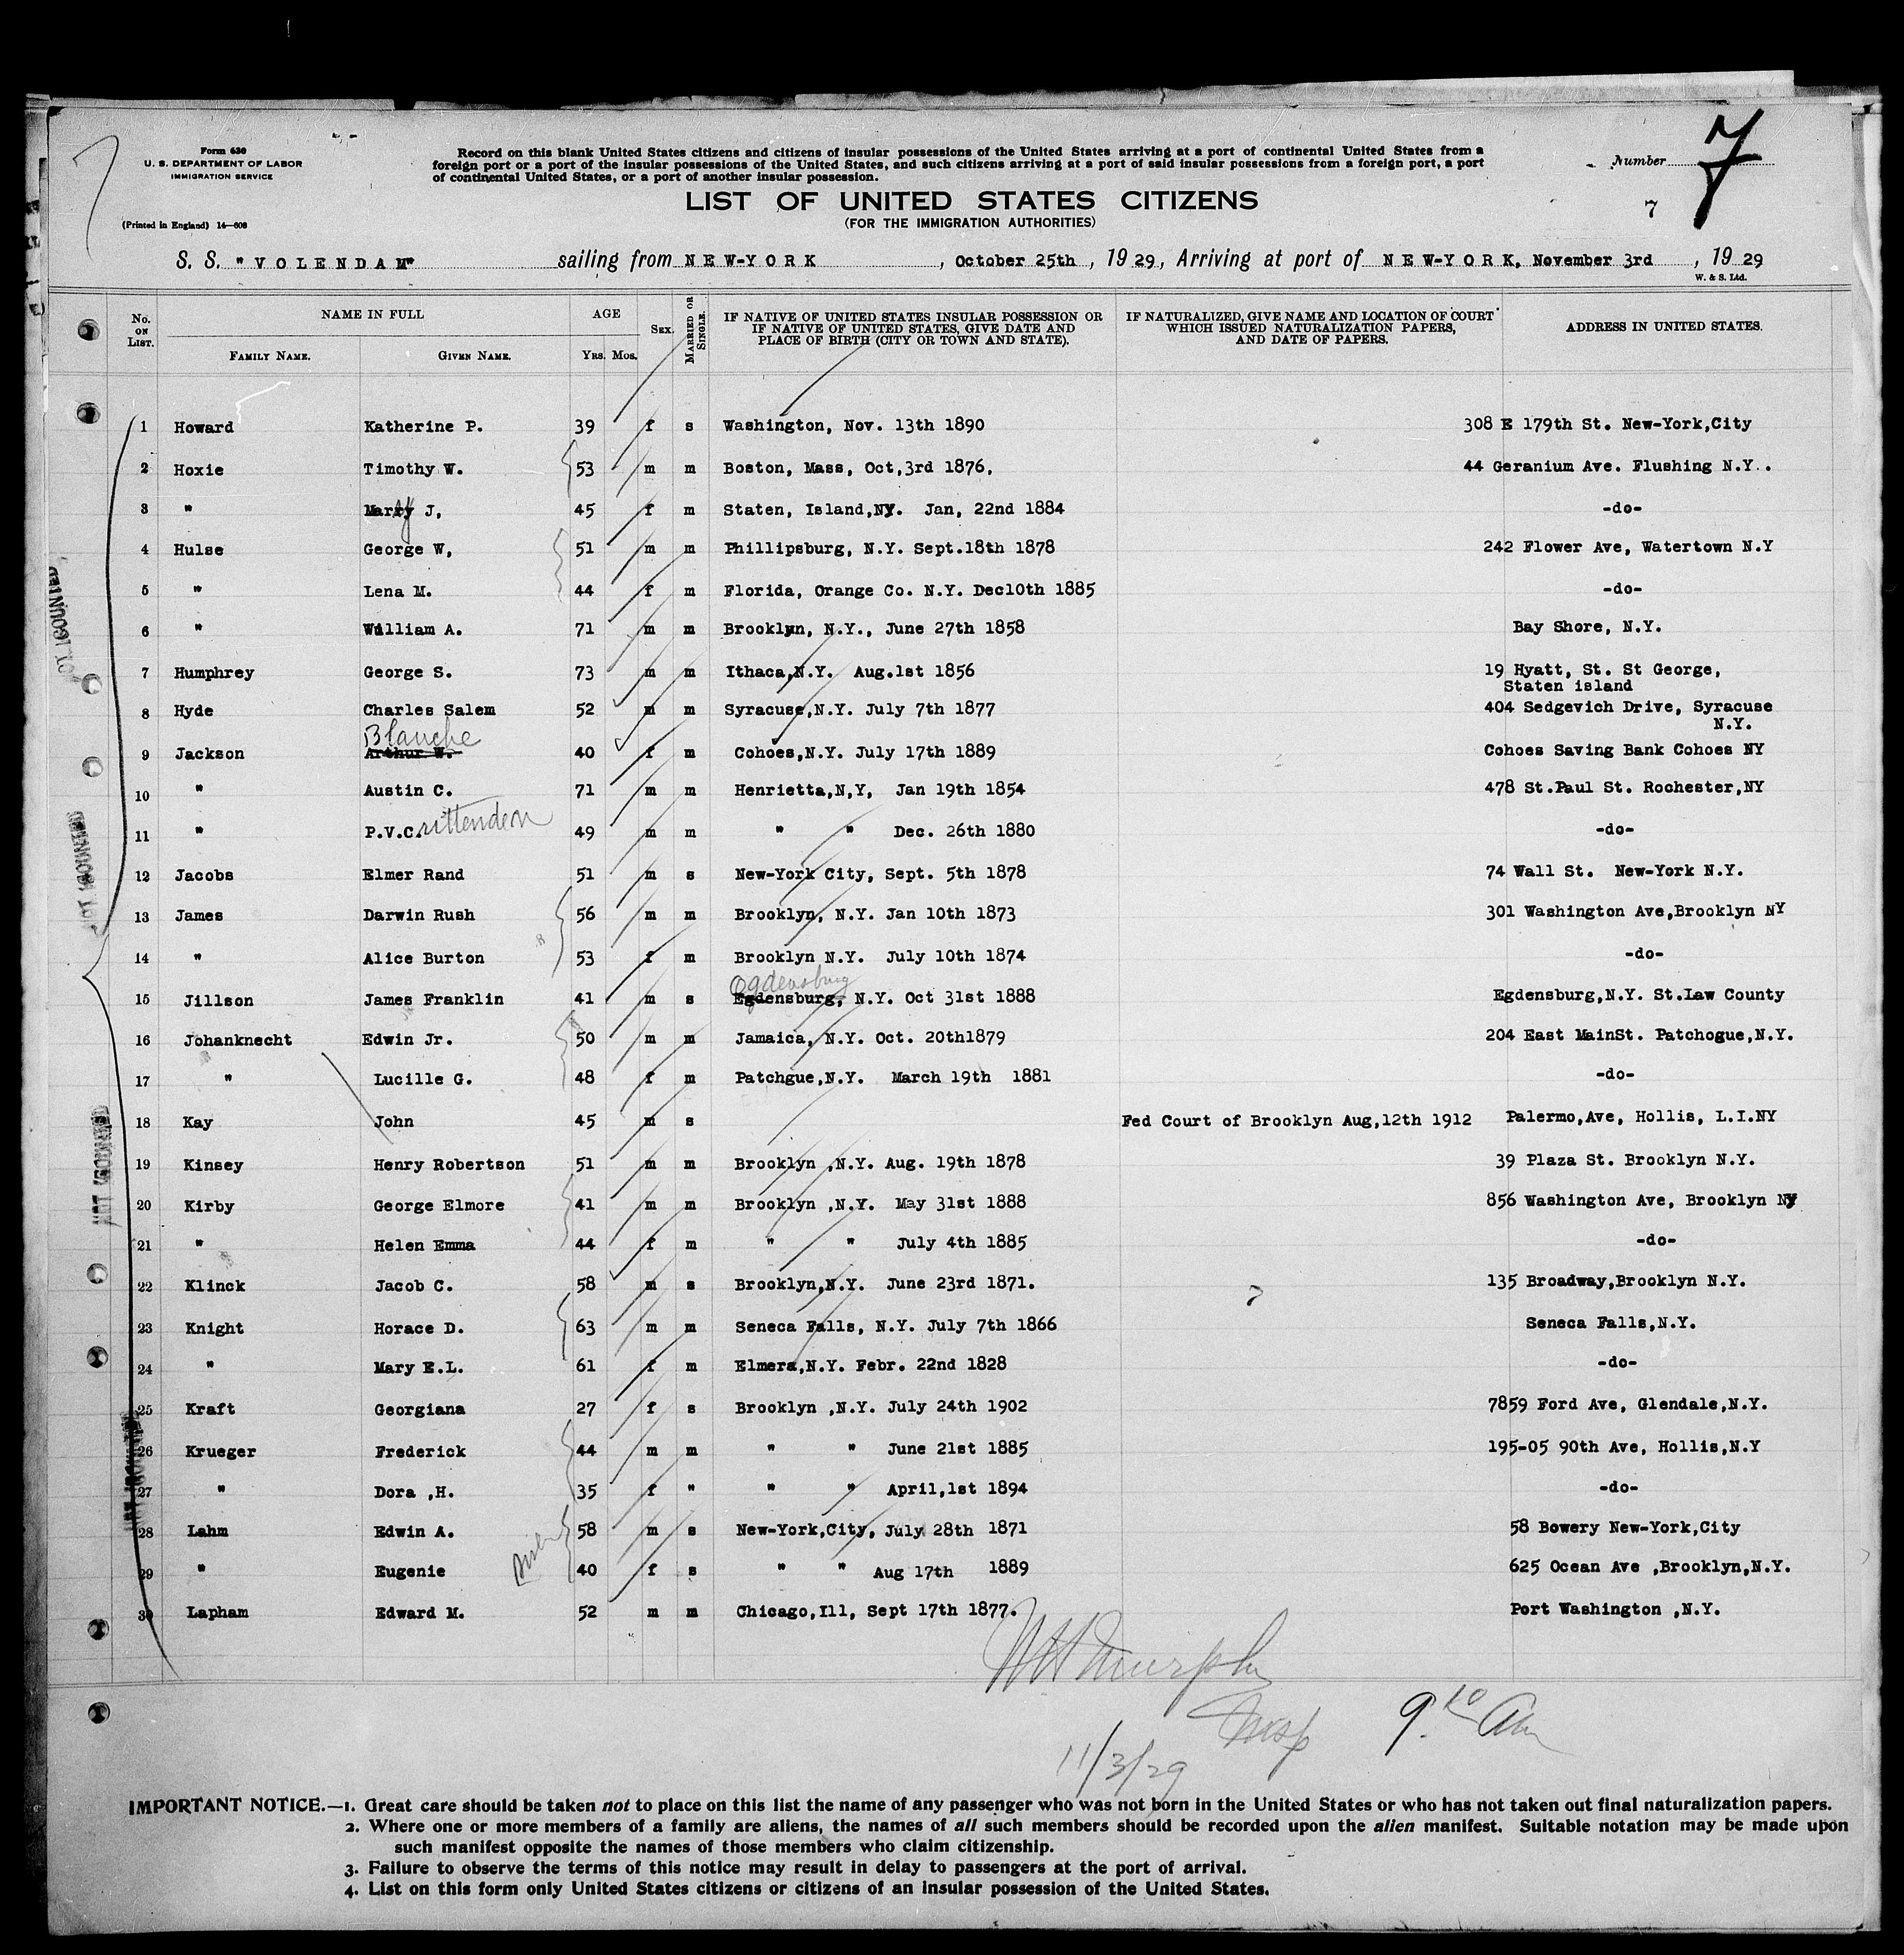 7
Form 630
U. S. DEPARTMENT OF LABOR
IMMIGRATION SERVICE
(Printed in England) 14—608
Record on this blank United States citizens and citizens of insular possessions of the United States arriving at a port of continental United States from a
foreign port or a port of the insular possessions of the United States, and such citizens arriving at a port of said insular possessions from a foreign port, a port
of continental United States, or a port of another insular possession.
Number 7
LIST OF UNITED STATES CITIZENS
(FOR THE IMMIGRATION AUTHORITIES)
7
S. S. "VOLENDAM" sailing from NEW-YORK, October 25th, 1929, Arriving at port of NEW-YORK, November 3rd, 1929
W. & S. Ltd.
No. ON LIST. NAME IN FULL FAMILY NAME. GIVEN NAME. AGE YRS. MOS. SEX. MARRIED OR SINGLE. IF NATIVE OF UNITED STATES INSULAR POSSESSION OR IF NATIVE OF UNITED STATES, GIVE DATE AND PLACE OF BIRTH (CITY OR TOWN AND STATE). IF NATURALIZED, GIVE NAME AND LOCATION OF COURT WHICH ISSUED NATURALIZATION PAPERS, AND DATE OF PAPERS. ADDRESS IN UNITED STATES.
1 Howard Katherine P. 39 f s Washington, Nov. 13th 1890 308 E 179th St. New-York,City
2 Hoxie Timothy W. 53 m m Boston, Mass, Oct,3rd 1876, 44 Geranium Ave. Flushing N.Y..
3 " Mary J, 45 f m Staten, Island,NY. Jan, 22nd 1884 -do-
4 Hulse George W, 51 m m Phillipsburg, N.Y. Sept.18th 1878 242 Flower Ave, Watertown N.Y
5 " Lena M. 44 f m Florida, Orange Co. N.Y. Dec10th 1885 -do-
6 " William A. 71 m m Brooklyn, N.Y., June 27th 1858 Bay Shore, N.Y.
7 Humphrey George S. 73 m m Ithaca,N.Y. Aug.1st 1856 19 Hyatt, St. St George,
Staten island
8 Hyde Charles Salem 52 m m Syracuse,N.Y. July 7th 1877 404 Sedgevich Drive, Syracuse
N.Y.
Blanche
9 Jackson Arthur W. 40 f m Cohoes,N.Y. July 17th 1889 Cohoes Saving Bank Cohoes NY
10 " Austin C. 71 m m Henrietta,N,Y, Jan 19th 1854 478 St.Paul St. Rochester,NY
11 " P.V.Crittenden 49 m m " " Dec. 26th 1880 -do-
12 Jacobs Elmer Rand 51 m s New-York City, Sept. 5th 1878 74 Wall St. New-York N.Y.
13 James Darwin Rush 56 m m Brooklyn, N.Y. Jan 10th 1873 301 Washington Ave,Brooklyn NY
14 " Alice Burton 53 f m Brooklyn N.Y. July 10th 1874 -do-
Ogdensburg
15 Jillson James Franklin 41 m s Egdensburg, N.Y. Oct 31st 1888 Egdensburg,N.Y. St.Law County
16 Johanknecht Edwin Jr. 50 m m Jamaica, N.Y. Oct. 20th1879 204 East MainSt. Patchogue,N.Y.
17 " Lucille G. 48 f m Patchgue,N.Y. March 19th 1881 -do-
18 Kay John 45 m s Fed Court of Brooklyn Aug,12th 1912 Palermo,Ave, Hollis, L.I.NY
19 Kinsey Henry Robertson 51 m m Brooklyn ,N.Y. Aug. 19th 1878 39 Plaza St. Brooklyn N.Y.
20 Kirby George Elmore 41 m m Brooklyn ,N.Y. May 31st 1888 856 Washington Ave, Brooklyn NY
21 " Helen Emma 44 f m " " July 4th 1885 -do-
22 Klinck Jacob C. 58 m s Brooklyn,N.Y. June 23rd 1871. 135 Broadway,Brooklyn N.Y.
23 Knight Horace D. 63 m m Seneca Falls, N.Y. July 7th 1866 Seneca Falls,N.Y.
24 " Mary E.L. 61 f m Elmera,N.Y. Febr. 22nd 1828 -do-
25 Kraft Georgiana 27 f s Brooklyn ,N.Y. July 24th 1902 7859 Ford Ave, Glendale,N.Y.
26 Krueger Frederick 44 m m " " June 21st 1885 195-05 90th Ave, Hollis,N.Y
27 " Dora ,H. 35 f " " " April,1st 1894 -do-
28 Lahm Edwin A. 58 m s New-York,City, July 28th 1871 58 Bowery New-York,City
29 " Eugenie 40 f s " " Aug 17th 1889 625 Ocean Ave ,Brooklyn,N.Y.
30 Lapham Edward M. 52 m m Chicago,Ill, Sept 17th 1877. Port Washington ,N.Y.
Murphy
Insp
9 10 am
11/3/29
IMPORTANT NOTICE.—1. Great care should be taken not to place on this list the name of any passenger who was not born in the United States or who has not taken out final naturalization papers.
2. Where one or more members of a family are aliens, the names of all such members should be recorded upon the alien manifest. Suitable notation may be made upon
such manifest opposite the names of those members who claim citizenship.
3. Failure to observe the terms of this notice may result in delay to passengers at the port of arrival.
4. List on this form only United States citizens or citizens of an insular possession of the United States.